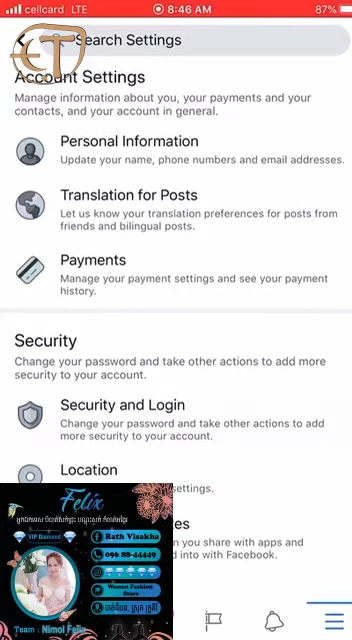 cellcard LTE
8:46 AM
87%
ET
Search Settings
Account Settings
Manage information about you, your payments and your
contacts, and your account in general.
Personal Information
Update your name, phone numbers and email addresses.
Translation for Posts
Let us know your translation preferences for posts from
friends and bilingual posts.
Payments
Manage your payment settings and see your payment
history.
Security
Change your password and take other actions to add more
security to your account.
Security and Login
Change your password and take other actions to add
more security to your account.
Location
settings.
es
n you share with apps and
d into with Facebook.
Felix
VIP Diamond
Rath Visakha
096 88-44449
Women Fashion
Store
Team : Nimol Felix